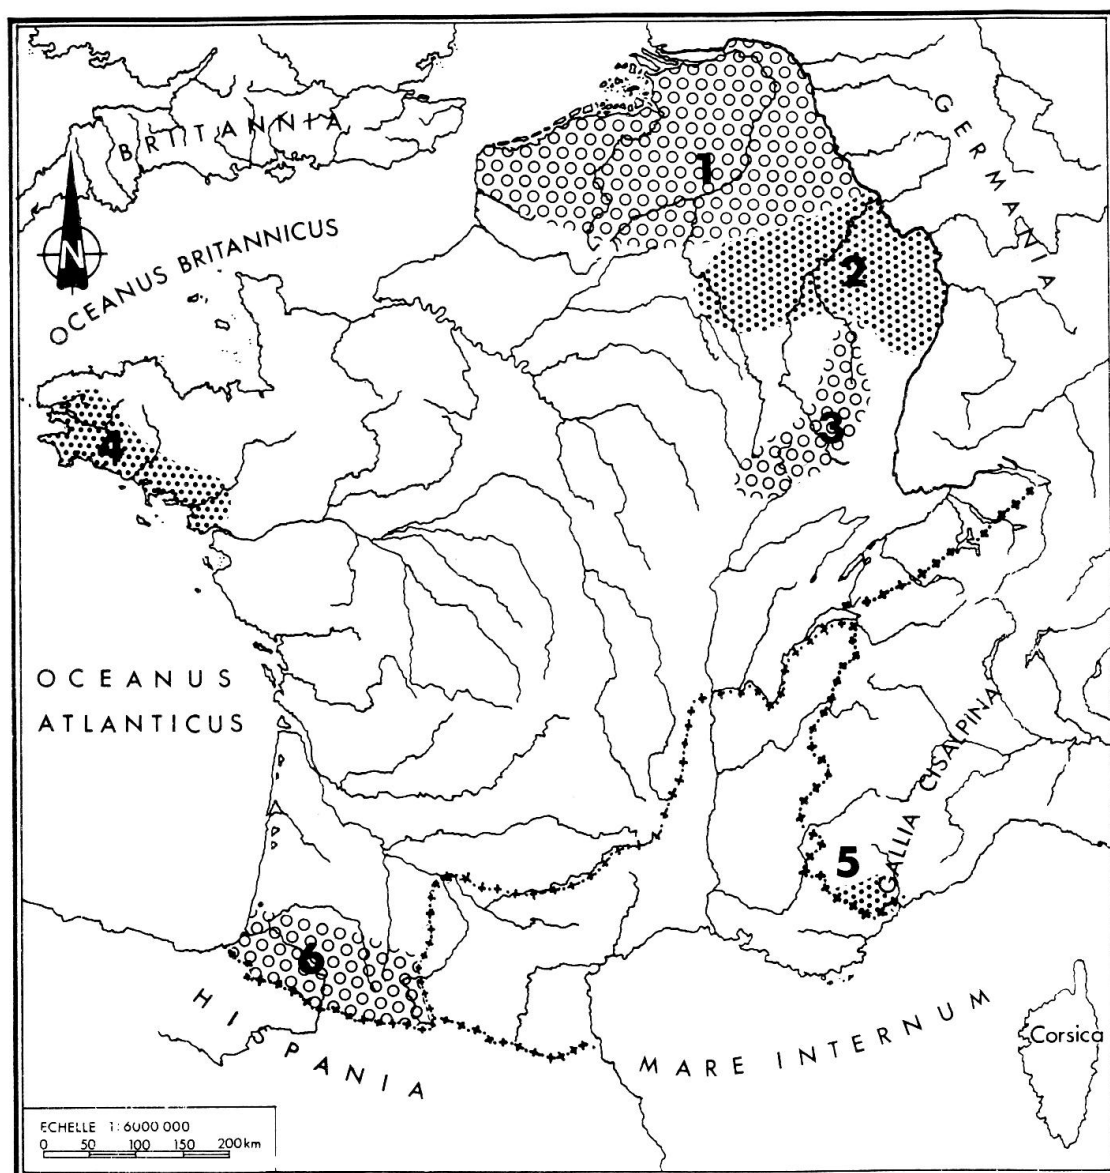 BRITANNIA
GERMANIA
1
N
OCEANUS BRITANNICUS
2
3
4
OCEANUS
ATLANTICUS
GALLIA CISALPINA
5
6
HISPANIA
MARE INTERNUM
Corsica
ECHELLE 1:6000 000
0 50 100 150 200km